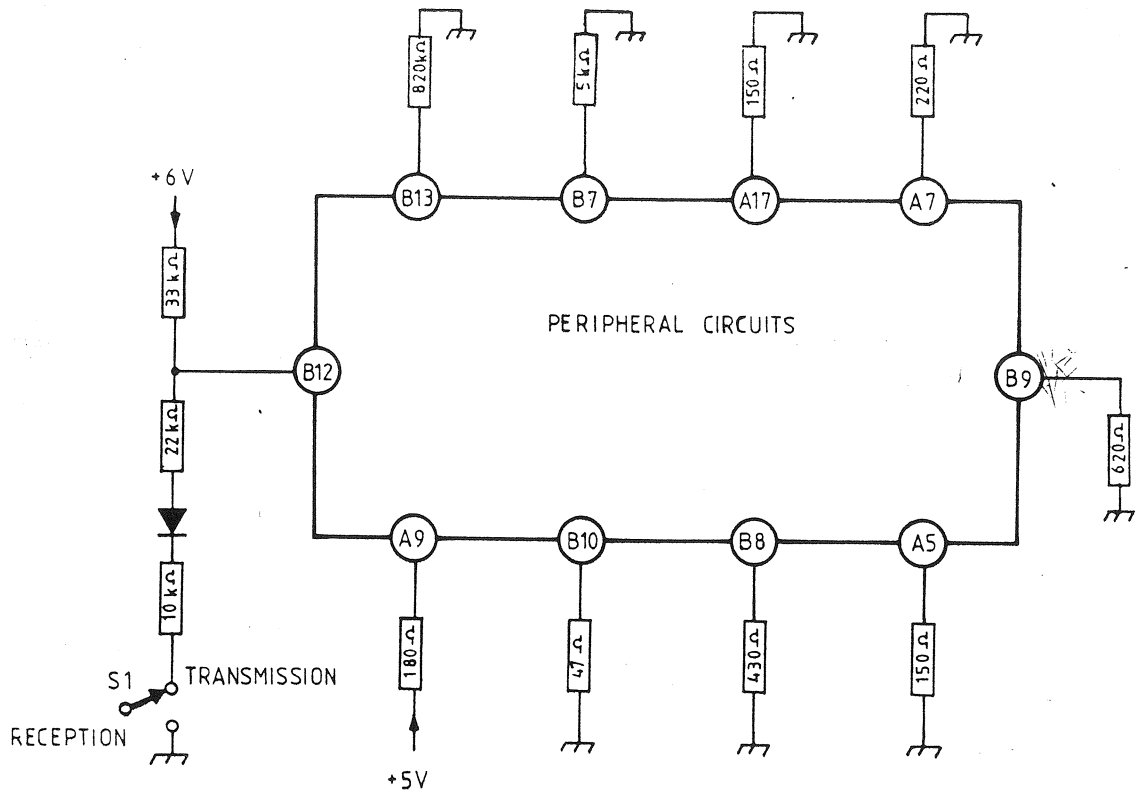 820kΩ
5kΩ
150Ω
220Ω
+6V
B13
B7
A17
A7
33kΩ
PERIPHERAL CIRCUITS
B12
B9
22kΩ
620Ω
A9
B10
B8
A5
10kΩ
180Ω
47Ω
430Ω
150Ω
S1
TRANSMISSION
RECEPTION
+5V